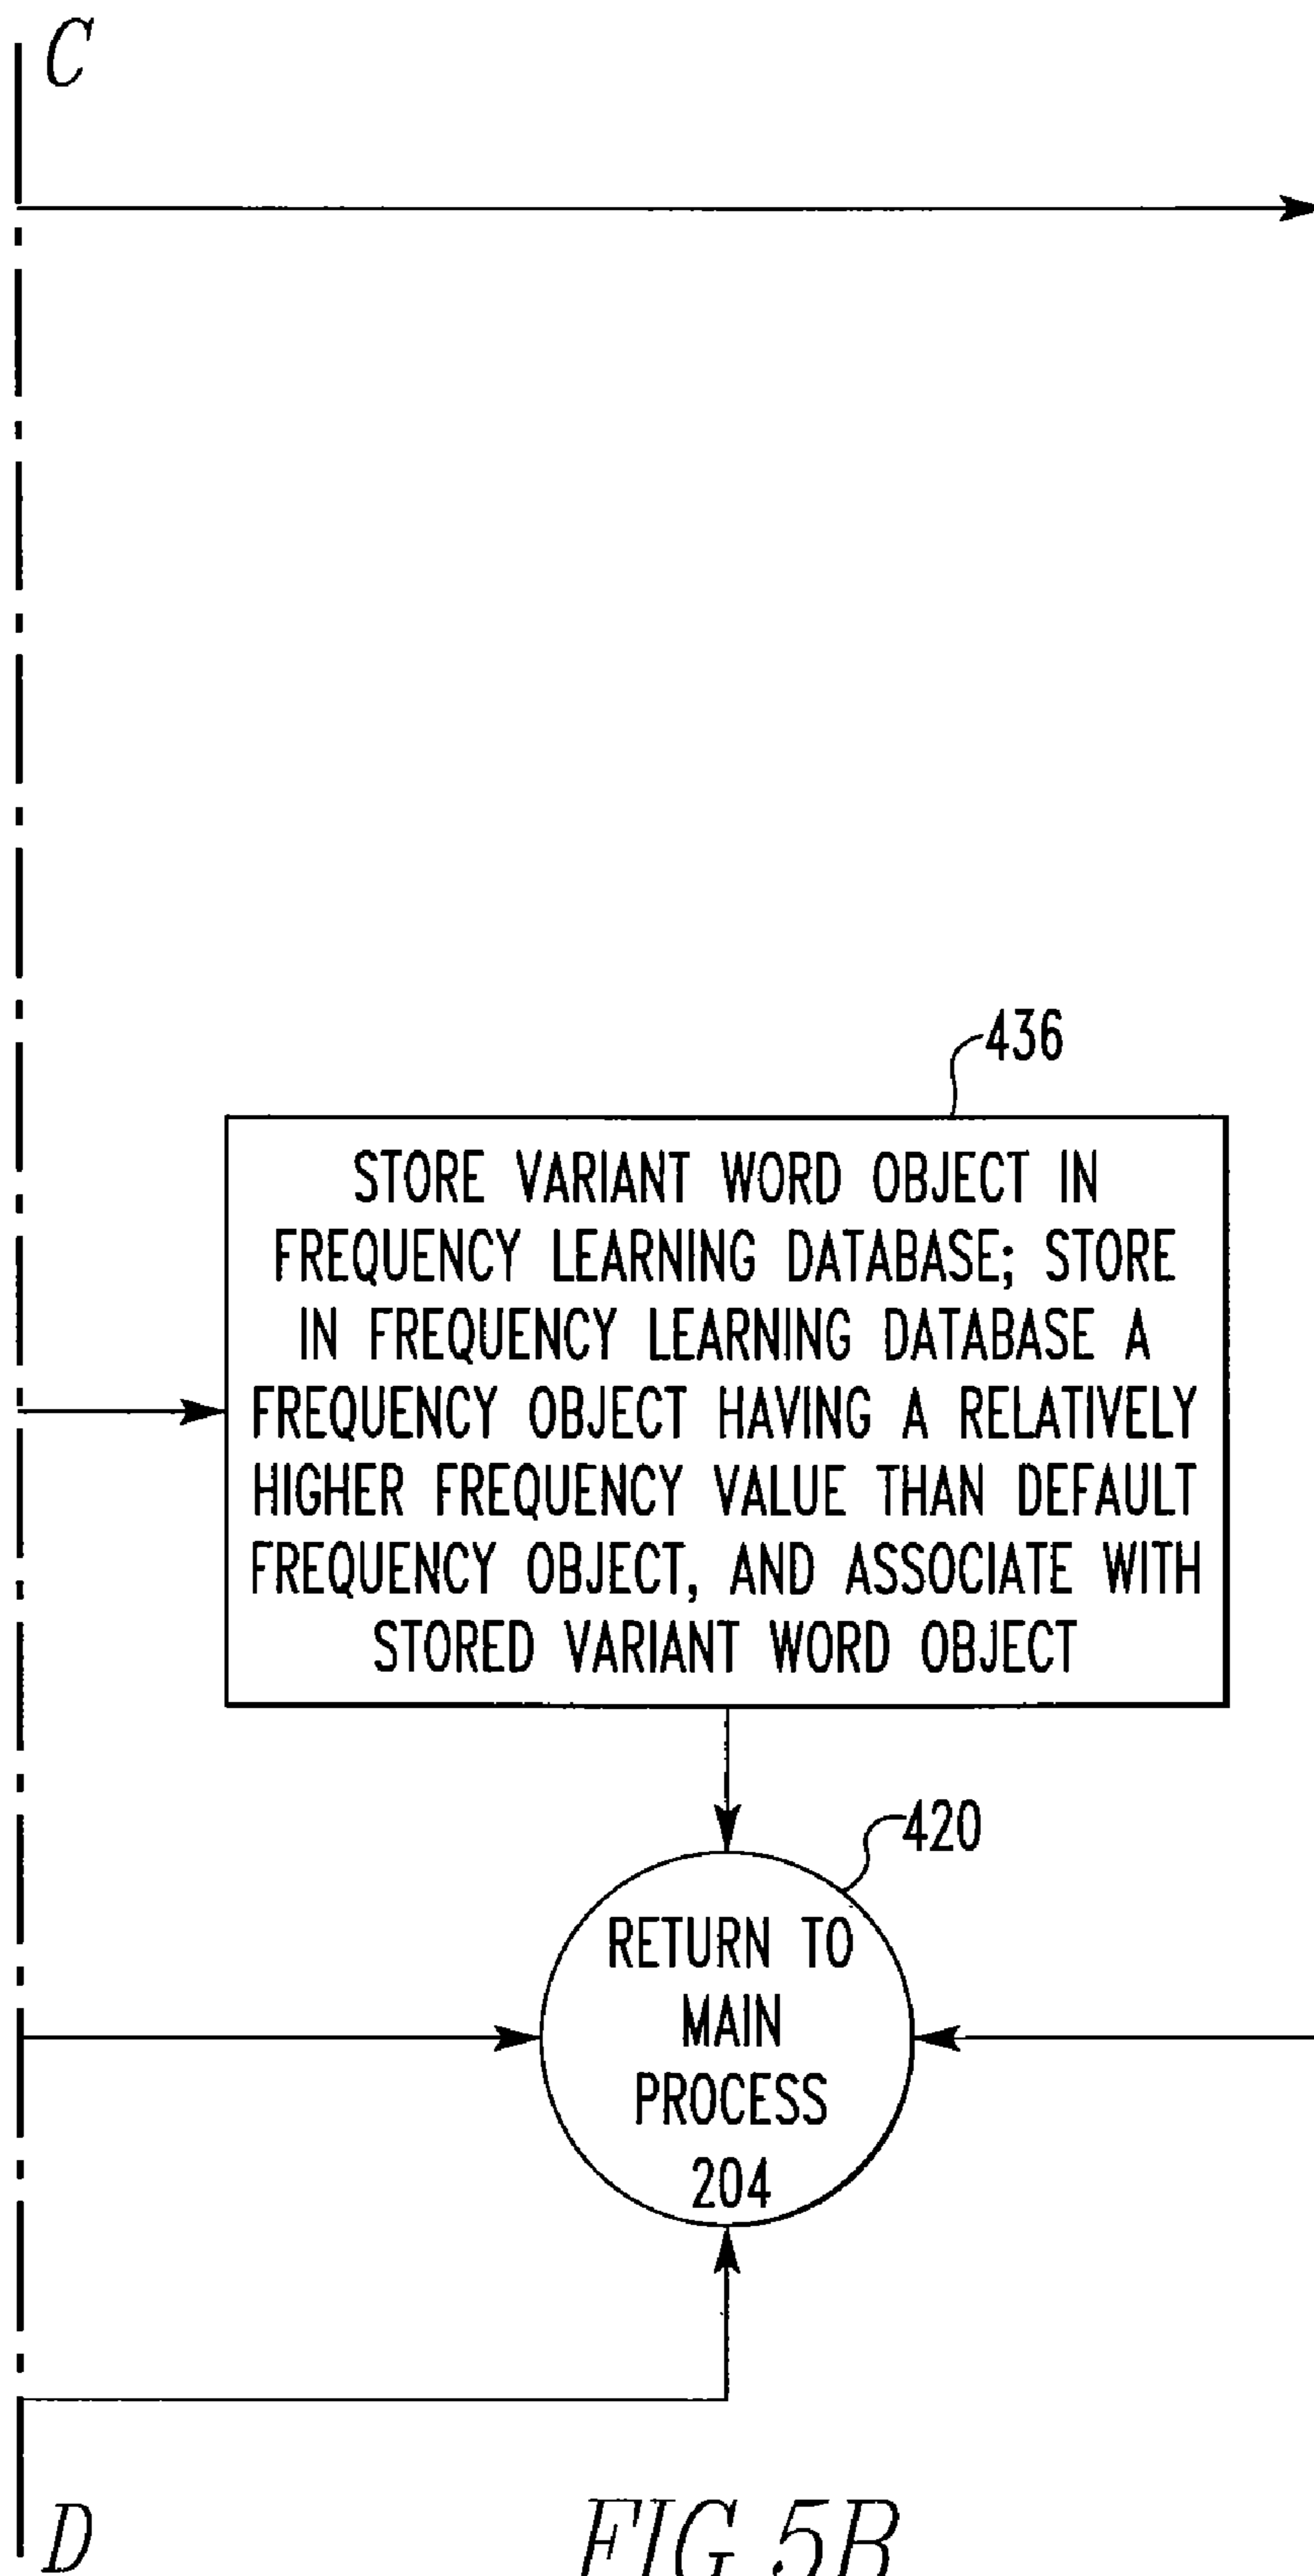 C
436
STORE VARIANT WORD OBJECT IN
FREQUENCY LEARNING DATABASE; STORE
IN FREQUENCY LEARNING DATABASE A
FREQUENCY OBJECT HAVING A RELATIVELY
HIGHER FREQUENCY VALUE THAN DEFAULT
FREQUENCY OBJECT, AND ASSOCIATE WITH
STORED VARIANT WORD OBJECT
420
RETURN TO
MAIN
PROCESS
204
D
FIG.5B